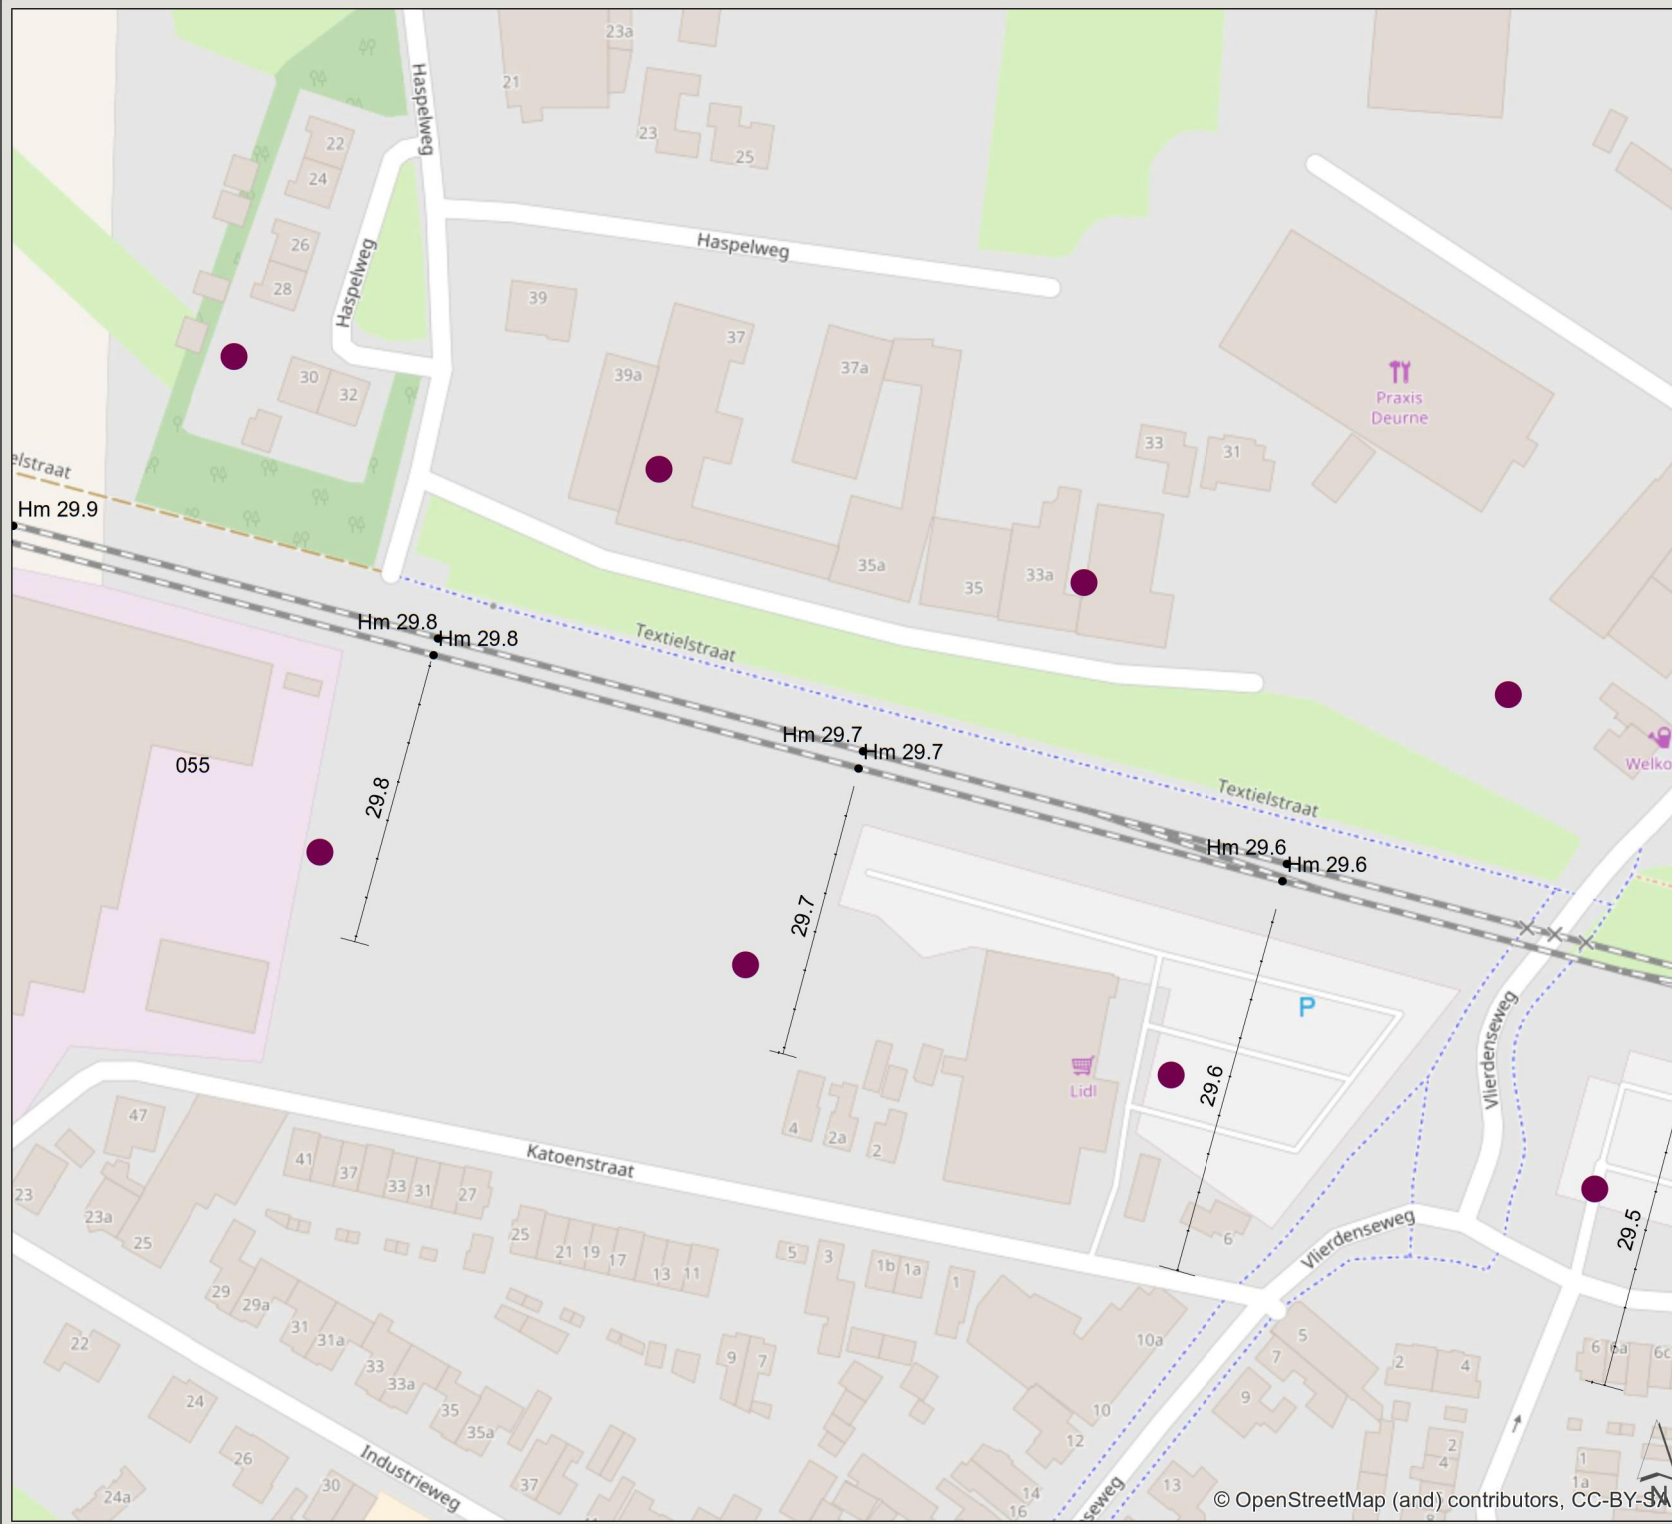 23a
21
23
25
Haspelweg
22
24
26
28
Haspelweg
Haspelweg
39
37
39a
37a
30
32
Praxis
Deurne
33
31
elstraat
Hm 29.9
35a
35
33a
Hm 29.8
Hm 29.8
Textielstraat
Hm 29.7
Hm 29.7
Welko
055
29.8
Textielstraat
Hm 29.6
Hm 29.6
29.7
P
Lidl
29.6
Vlierdenseweg
4
2a
2
47
41
37
33
31
27
Katoenstraat
23
23a
25
25
21
19
17
13
11
5
3
1b
1a
1
6
Vlierdenseweg
29.5
29
29a
31
31a
33
33a
35
35a
37
22
24
26
24a
30
Industrieweg
9
7
10a
10
12
14
16
5
7
9
2
4
6
6a
6c
13
2
4
8
1
1a
seweg
N
© OpenStreetMap (and) contributors, CC-BY-SA